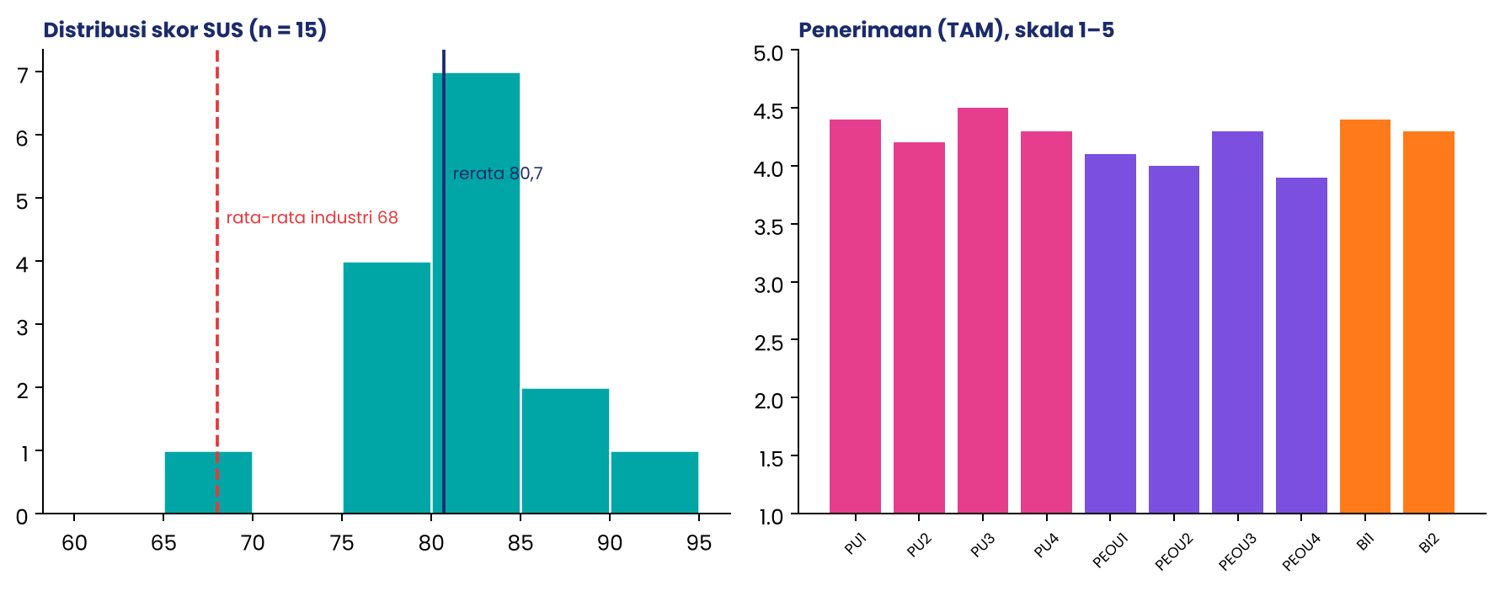 Distribusi skor SUS (n = 15)
7
6
5
4
3
2
1
0
rerata 80,7
rata-rata industri 68
60 65 70 75 80 85 90 95
Penerimaan (TAM), skala 1–5
5.0
4.5
4.0
3.5
3.0
2.5
2.0
1.5
1.0
PU1 PU2 PU3 PU4 PEOU1 PEOU2 PEOU3 PEOU4 BI1 BI2